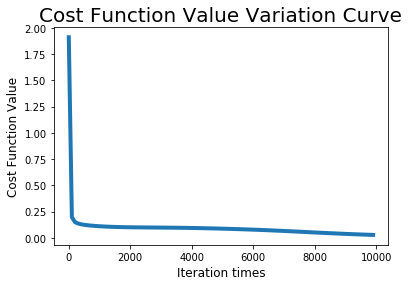 Cost Function Value Variation Curve
2.00
1.75
1.50
1.25
1.00
0.75
0.50
0.25
0.00
Cost Function Value
0 2000 4000 6000 8000 10000
Iteration times